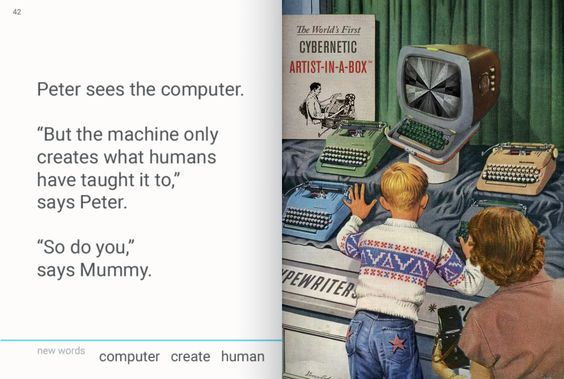 42
Peter sees the computer.
“But the machine only
creates what humans
have taught it to,”
says Peter.
“So do you,”
says Mummy.
new words
computer create human
The World's First
CYBERNETIC
ARTIST-IN-A-BOX™